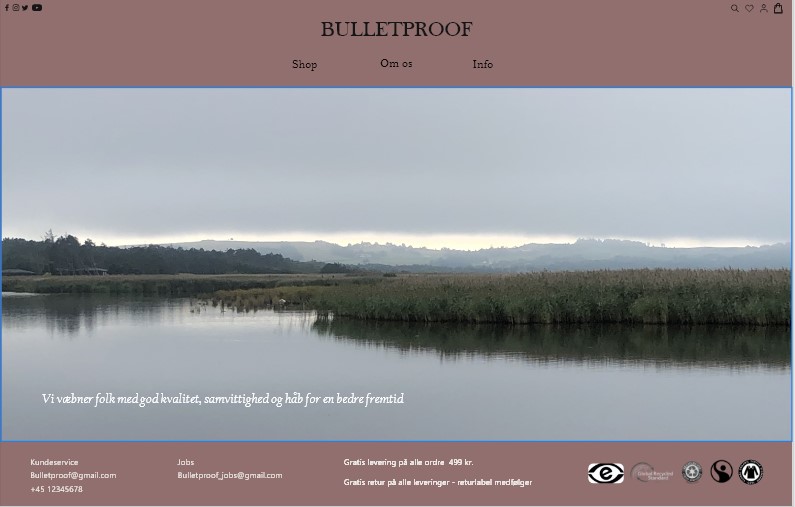 BULLETPROOF
Shop Om os Info
Vi væbner folk med god kvalitet, samvittighed og håb for en bedre fremtid
Kundeservice
Bulletproof@gmail.com
+45 12345678
Jobs
Bulletproof_jobs@gmail.com
Gratis levering på alle ordre 499 kr.
Gratis retur på alle leveringer - returlabel medfølger
Global Recycled
Standard